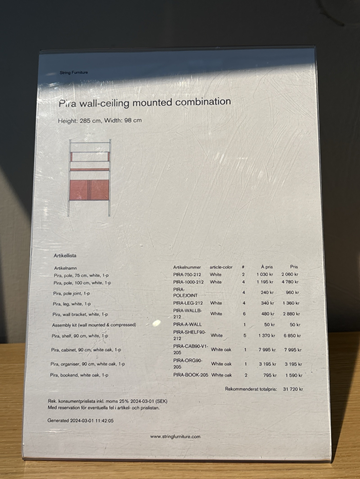 String Furniture
Pira wall-ceiling mounted combination
Height: 285 cm, Width: 98 cm
Artikellista
Artikelnamn Artikelnummer article-color # À pris Pris
Pira, pole, 75 cm, white, 1-p PIRA-750-212 White 2 1 030 kr 2 060 kr
Pira, pole, 100 cm, white, 1-p PIRA-1000-212 White 4 1 195 kr 4 780 kr
Pira, pole joint, 1-p PIRA-POLEJOINT 4 240 kr 960 kr
Pira, leg, white, 1-p PIRA-LEG-212 White 4 340 kr 1 360 kr
Pira, wall bracket, white, 1-p PIRA-WALLB-212 White 6 480 kr 2 880 kr
Assembly kit (wall mounted & compressed) PIRA-A-WALL 1 50 kr 50 kr
Pira, shelf, 90 cm, white, 1-p PIRA-SHELF90-212 White 5 1 370 kr 6 850 kr
Pira, cabinet, 90 cm, white oak, 1-p PIRA-CAB90-V1-305 White oak 1 7 995 kr 7 995 kr
Pira, organiser, 90 cm, white oak, 1-p PIRA-ORG90-305 White oak 1 3 195 kr 3 195 kr
Pira, bookend, white oak, 1-p PIRA-BOOK-205 White oak 2 795 kr 1 590 kr
Rekommenderat totalpris: 31 720 kr
Rek. konsumentprislista inkl. moms 25% 2024-03-01 (SEK)
Med reservation för eventuella fel i artikel- och prislistan.
Generated 2024-03-01 11:42:05
www.stringfurniture.com